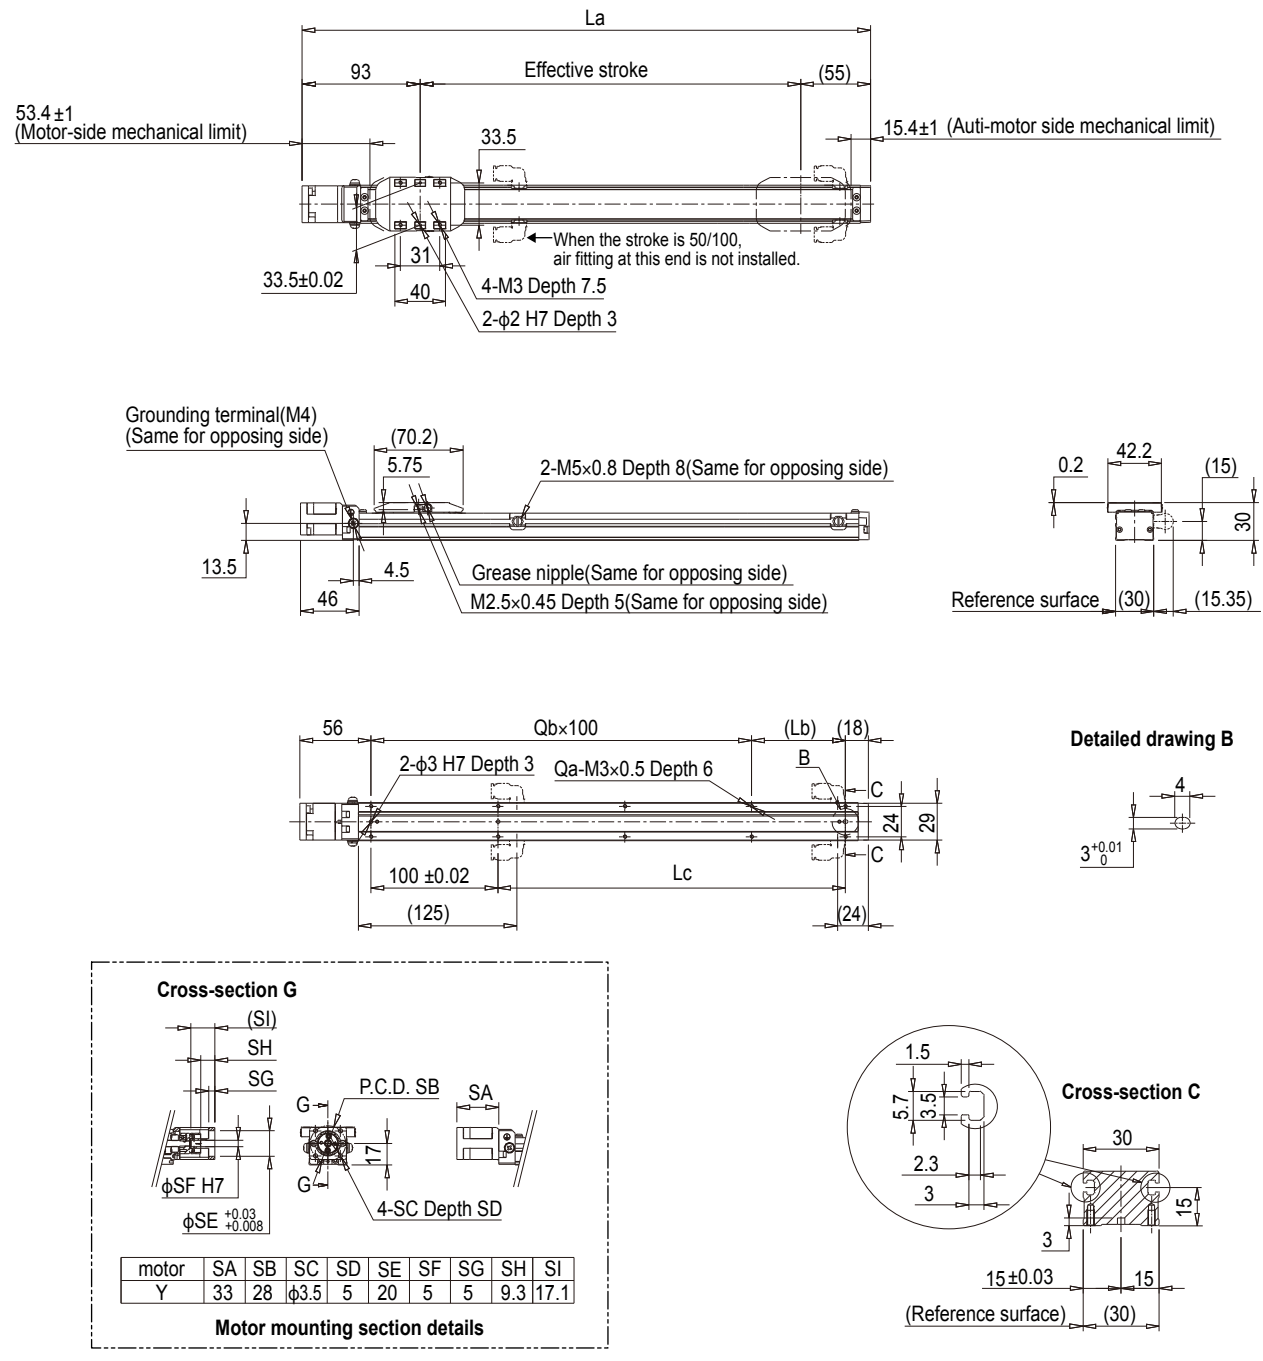 La
93
Effective stroke
(55)
53.4 ±1
(Motor-side mechanical limit)
33.5
15.4±1 (Auti-motor side mechanical limit)
When the stroke is 50/100,
air fitting at this end is not installed.
31
33.5±0.02
40
4-M3 Depth 7.5
2-ϕ2 H7 Depth 3
Grounding terminal(M4)
(Same for opposing side)
(70.2)
5.75
2-M5×0.8 Depth 8(Same for opposing side)
13.5
4.5
46
Grease nipple(Same for opposing side)
M2.5×0.45 Depth 5(Same for opposing side)
0.2
42.2
(15)
30
Reference surface
(30)
(15.35)
56
Qb×100
(Lb)
(18)
2-ϕ3 H7 Depth 3
Qa-M3×0.5 Depth 6
B
C
24
29
C
100 ±0.02
Lc
(125)
(24)
Detailed drawing B
4
3 +0.01 0
Cross-section G
(SI)
SH
SG
ϕSF H7
ϕSE +0.03 +0.008
G
P.C.D. SB
17
G
4-SC Depth SD
SA
motor SA SB SC SD SE SF SG SH SI
Y 33 28 ϕ3.5 5 20 5 5 9.3 17.1
Motor mounting section details
1.5
5.7
3.5
2.3
3
Cross-section C
30
15
3
15 ±0.03
15
(Reference surface)
(30)